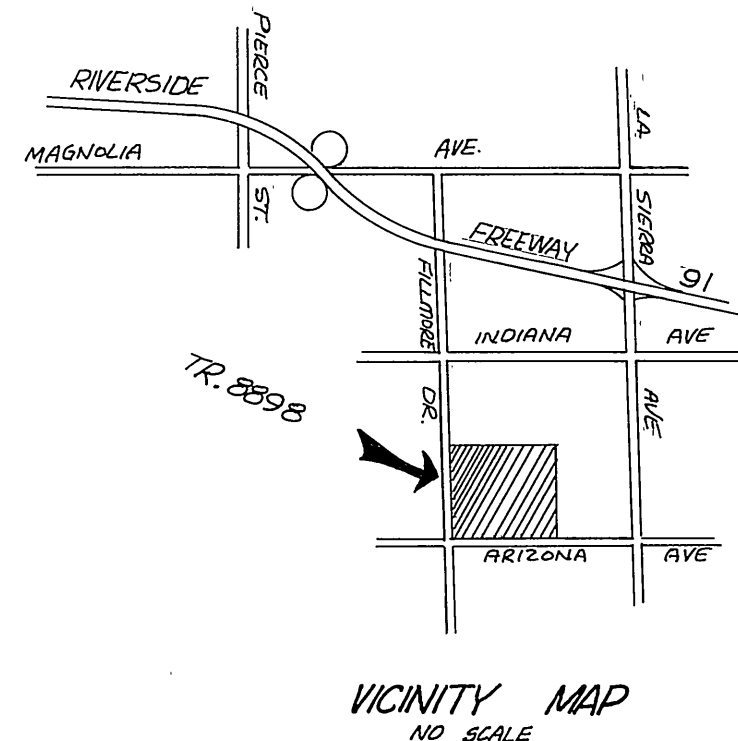 RIVERSIDE
PIERCE ST.
MAGNOLIA AVE.
LA SIERRA AVE
FREEWAY
91
FILLMORE DR.
INDIANA AVE
TR. 8898
ARIZONA AVE
VICINITY MAP
NO SCALE